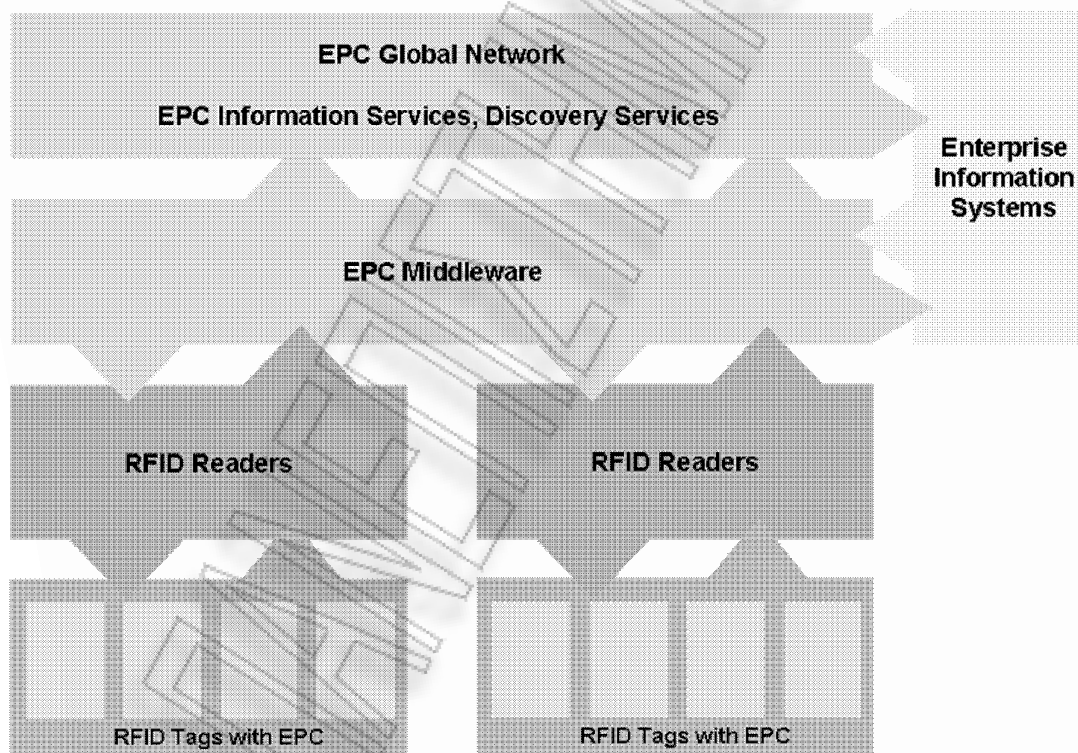 EPC Global Network
EPC Information Services, Discovery Services
Enterprise
Information
Systems
EPC Middleware
RFID Readers
RFID Readers
RFID Tags with EPC
RFID Tags with EPC